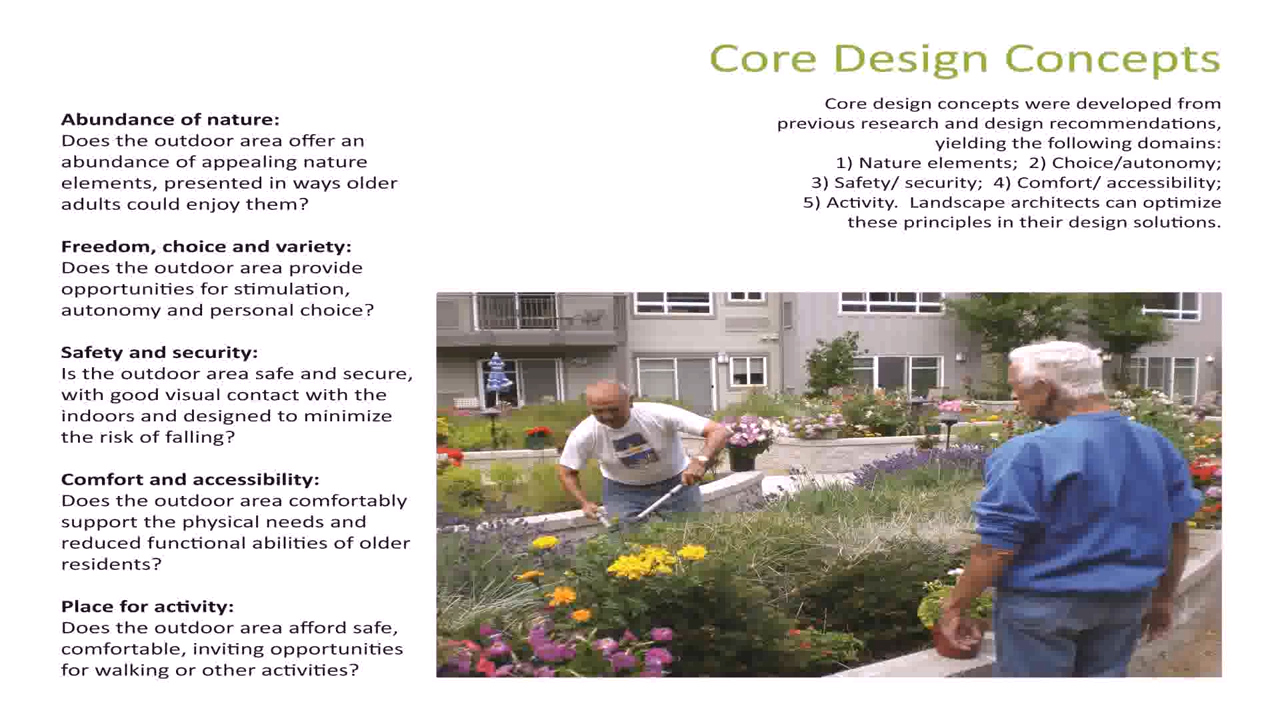 Core Design Concepts
Core design concepts were developed from
previous research and design recommendations,
yielding the following domains:
1) Nature elements;  2) Choice/autonomy;
3) Safety/ security;  4) Comfort/ accessibility;
5) Activity.  Landscape architects can optimize
these principles in their design solutions.
Abundance of nature:
Does the outdoor area offer an
abundance of appealing nature
elements, presented in ways older
adults could enjoy them?
Freedom, choice and variety:
Does the outdoor area provide
opportunities for stimulation,
autonomy and personal choice?
Safety and security:
Is the outdoor area safe and secure,
with good visual contact with the
indoors and designed to minimize
the risk of falling?
Comfort and accessibility:
Does the outdoor area comfortably
support the physical needs and
reduced functional abilities of older
residents?
Place for activity:
Does the outdoor area afford safe,
comfortable, inviting opportunities
for walking or other activities?